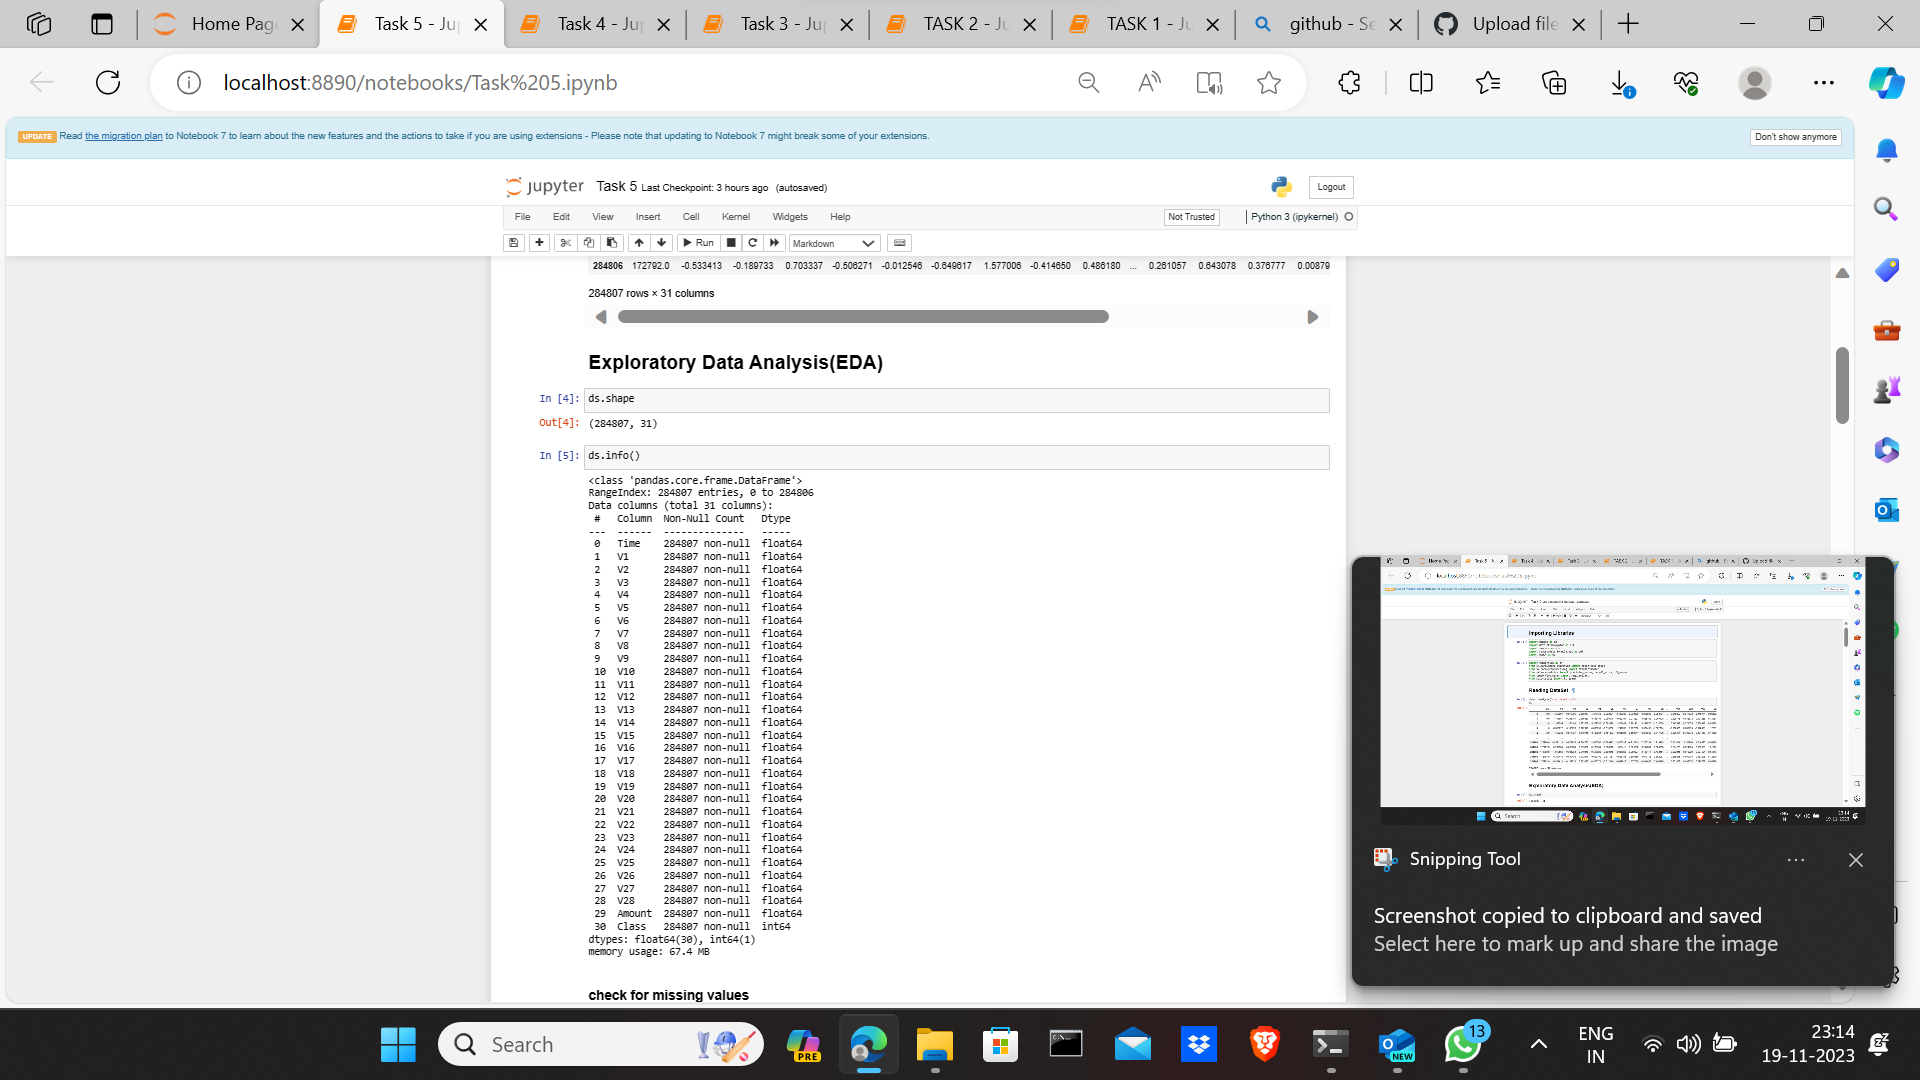 Home Pag
Task 5 - Ju
Task 4 - Ju
Task 3 - Ju
TASK 2 - Ju
TASK 1 - Ju
github - Se
Upload file
localhost:8890/notebooks/Task%205.ipynb
UPDATE Read the migration plan to Notebook 7 to learn about the new features and the actions to take if you are using extensions - Please note that updating to Notebook 7 might break some of your extensions.
Don't show anymore
jupyter Task 5 Last Checkpoint: 3 hours ago (autosaved)
Logout
File Edit View Insert Cell Kernel Widgets Help
Not Trusted
Python 3 (ipykernel)
Run
Markdown
284806 172792.0 -0.533413 -0.189733 0.703337 -0.506271 -0.012546 -0.649617 1.577006 -0.414650 0.486180 ... 0.261057 0.643078 0.376777 0.00879
284807 rows × 31 columns
Exploratory Data Analysis(EDA)
In [4]: ds.shape
Out[4]: (284807, 31)
In [5]: ds.info()
<class 'pandas.core.frame.DataFrame'>
RangeIndex: 284807 entries, 0 to 284806
Data columns (total 31 columns):
# Column Non-Null Count Dtype
--- ------ -------------- -----
0 Time 284807 non-null float64
1 V1 284807 non-null float64
2 V2 284807 non-null float64
3 V3 284807 non-null float64
4 V4 284807 non-null float64
5 V5 284807 non-null float64
6 V6 284807 non-null float64
7 V7 284807 non-null float64
8 V8 284807 non-null float64
9 V9 284807 non-null float64
10 V10 284807 non-null float64
11 V11 284807 non-null float64
12 V12 284807 non-null float64
13 V13 284807 non-null float64
14 V14 284807 non-null float64
15 V15 284807 non-null float64
16 V16 284807 non-null float64
17 V17 284807 non-null float64
18 V18 284807 non-null float64
19 V19 284807 non-null float64
20 V20 284807 non-null float64
21 V21 284807 non-null float64
22 V22 284807 non-null float64
23 V23 284807 non-null float64
24 V24 284807 non-null float64
25 V25 284807 non-null float64
26 V26 284807 non-null float64
27 V27 284807 non-null float64
28 V28 284807 non-null float64
29 Amount 284807 non-null float64
30 Class 284807 non-null int64
dtypes: float64(30), int64(1)
memory usage: 67.4 MB
check for missing values
Importing Libraries
Reading DataSet
Exploratory Data Analysis(EDA)
Snipping Tool
Screenshot copied to clipboard and saved
Select here to mark up and share the image
Search
PRE
NEW
13
ENG
IN
23:14
19-11-2023